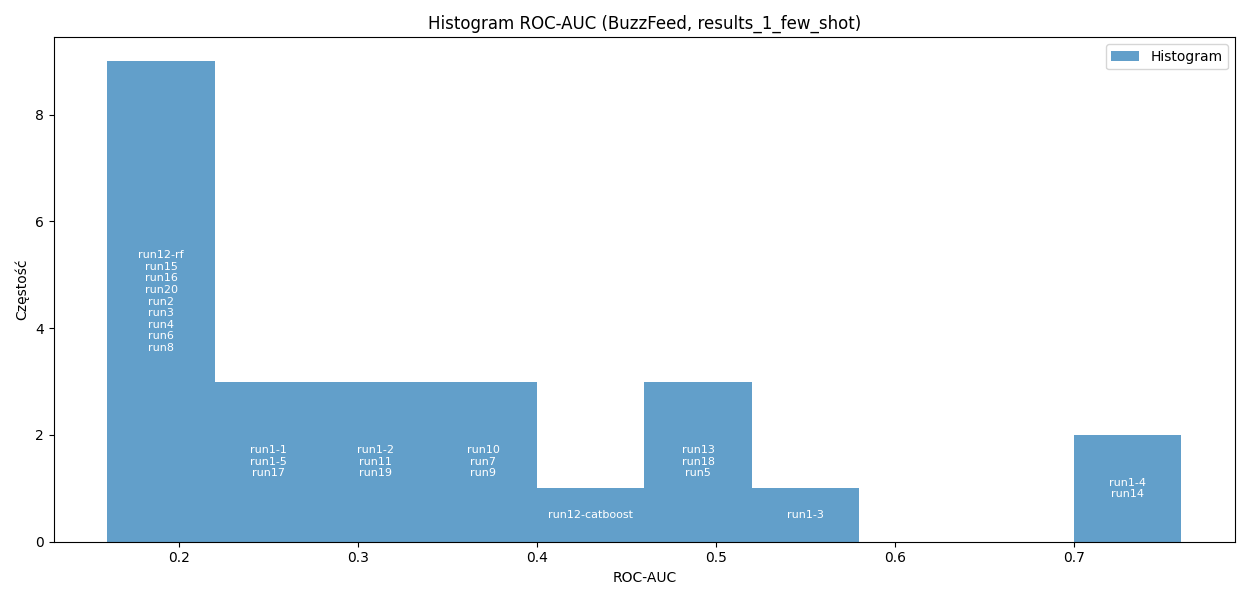 Histogram ROC-AUC (BuzzFeed, results_1_few_shot)
Histogram
Częstość
8
6
4
2
0
run12-rf
run15
run16
run20
run2
run3
run4
run6
run8
run1-1
run1-5
run17
run1-2
run11
run19
run10
run7
run9
run12-catboost
run13
run18
run5
run1-3
run1-4
run14
0.2
0.3
0.4
0.5
0.6
0.7
ROC-AUC